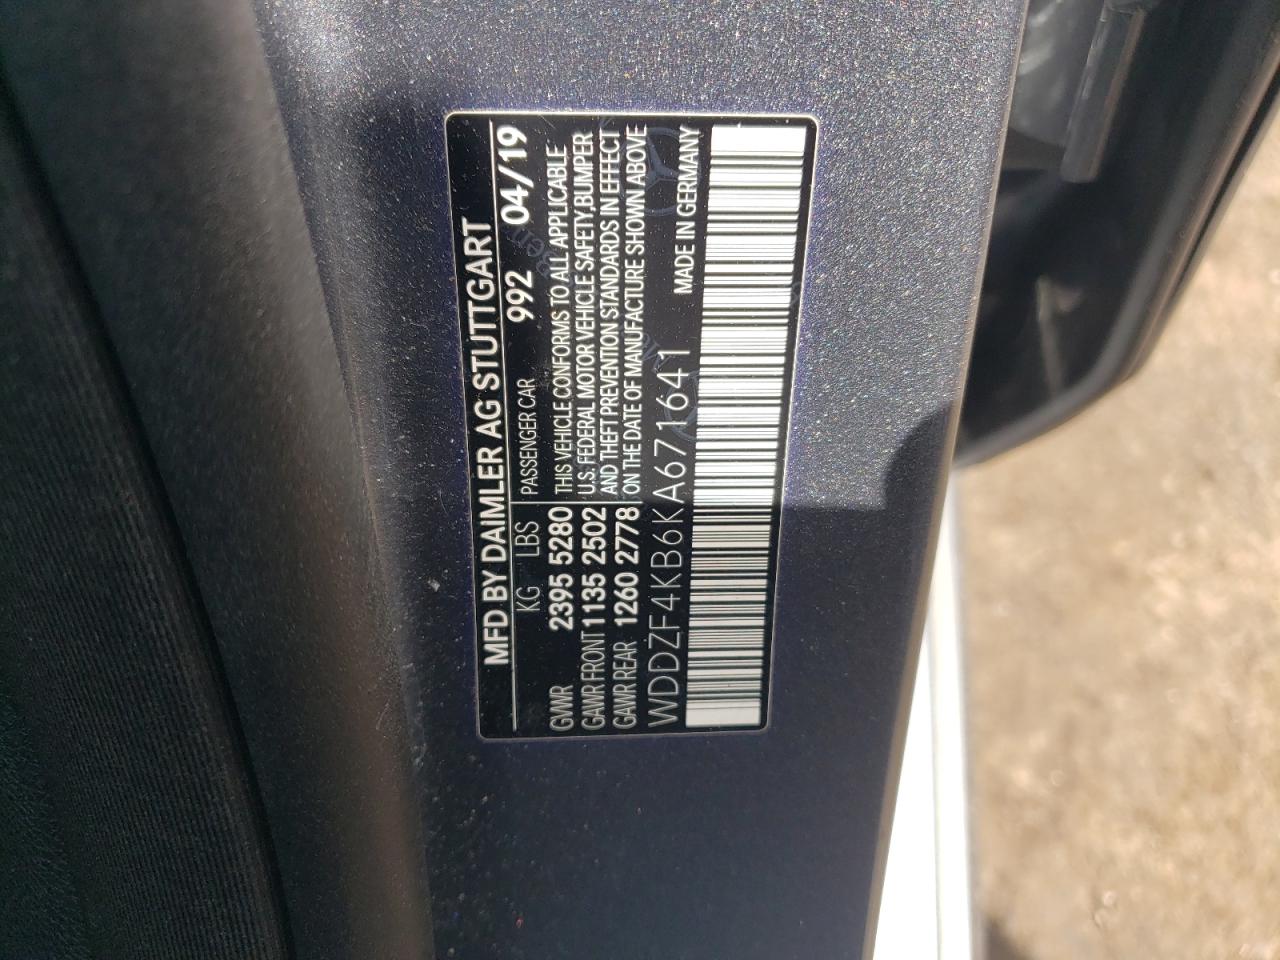 MFD BY DAIMLER AG STUTTGART
KG LBS PASSENGER CAR 992 04/19
GVWR 2395 5280 THIS VEHICLE CONFORMS TO ALL APPLICABLE
GAWR FRONT 1135 2502 U.S. FEDERAL MOTOR VEHICLE SAFETY,BUMPER
GAWR REAR 1260 2778 AND THEFT PREVENTION STANDARDS IN EFFECT
ON THE DATE OF MANUFACTURE SHOWN ABOVE
WDDZF4KB6KA671641 MADE IN GERMANY